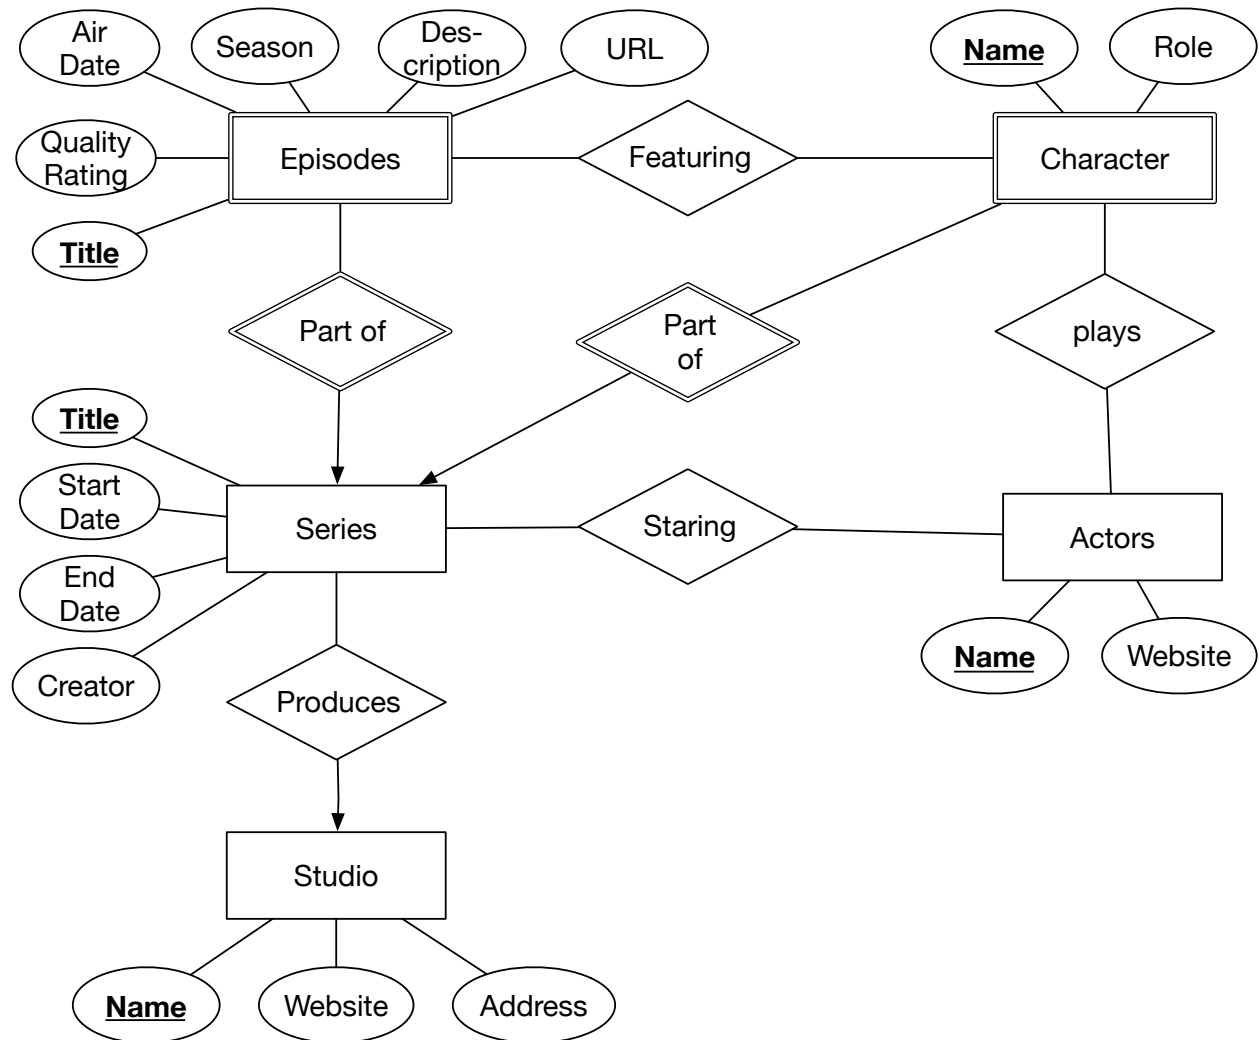 Air
Date
Season
Des-
cription
URL
Name
Role
Quality
Rating
Episodes
Featuring
Character
Title
Part of
Part
of
plays
Title
Start
Date
Series
Staring
Actors
End
Date
Creator
Name
Website
Produces
Studio
Name
Website
Address